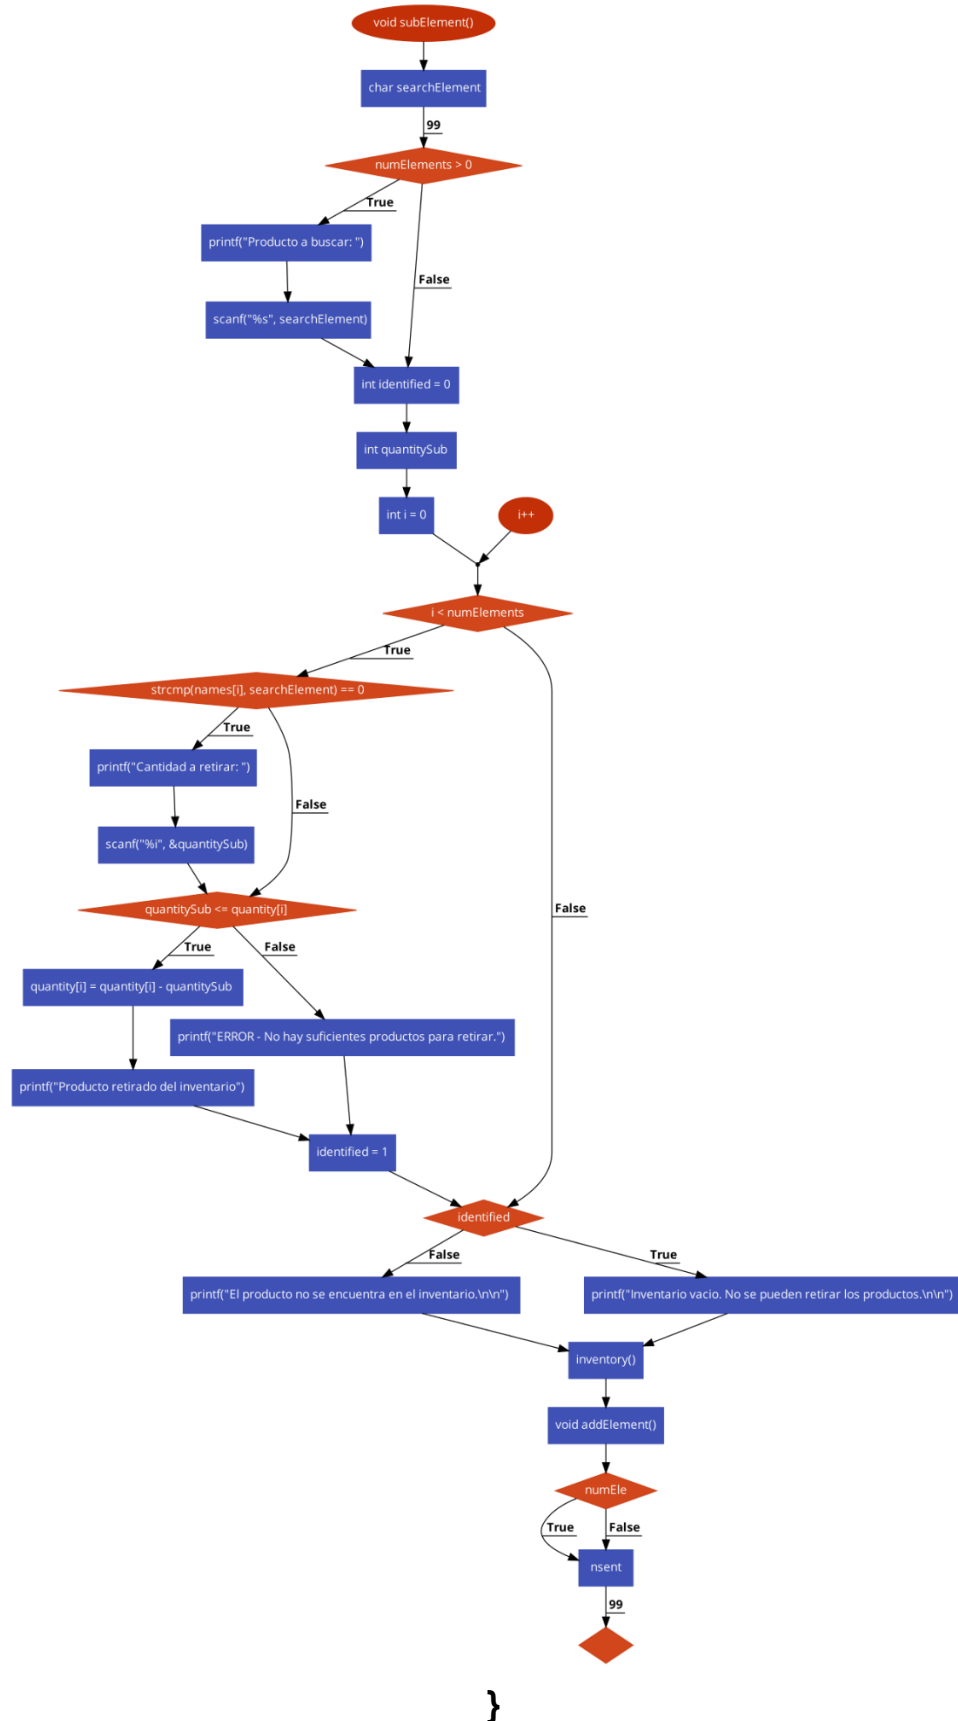 void subElement()
char searchElement
99
numElements > 0
True
printf("Producto a buscar: ")
False
scanf("%s", searchElement)
int identified = 0
int quantitySub
int i = 0
i++
i < numElements
True
strcmp(names[i], searchElement) == 0
True
printf("Cantidad a retirar: ")
False
scanf("%i", &quantitySub)
quantitySub <= quantity[i]
False
True
False
quantity[i] = quantity[i] - quantitySub
printf("ERROR - No hay suficientes productos para retirar.")
printf("Producto retirado del inventario")
identified = 1
identified
False
True
printf("El producto no se encuentra en el inventario.\n\n")
printf("Inventario vacio. No se pueden retirar los productos.\n\n")
inventory()
void addElement()
numEle
True
False
nsent
99
}